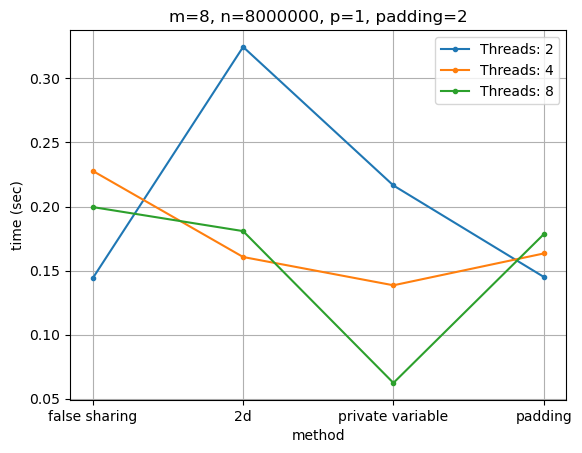 m=8, n=8000000, p=1, padding=2
Threads: 2
Threads: 4
Threads: 8
time (sec)
0.30
0.25
0.20
0.15
0.10
0.05
false sharing 2d private variable padding
method